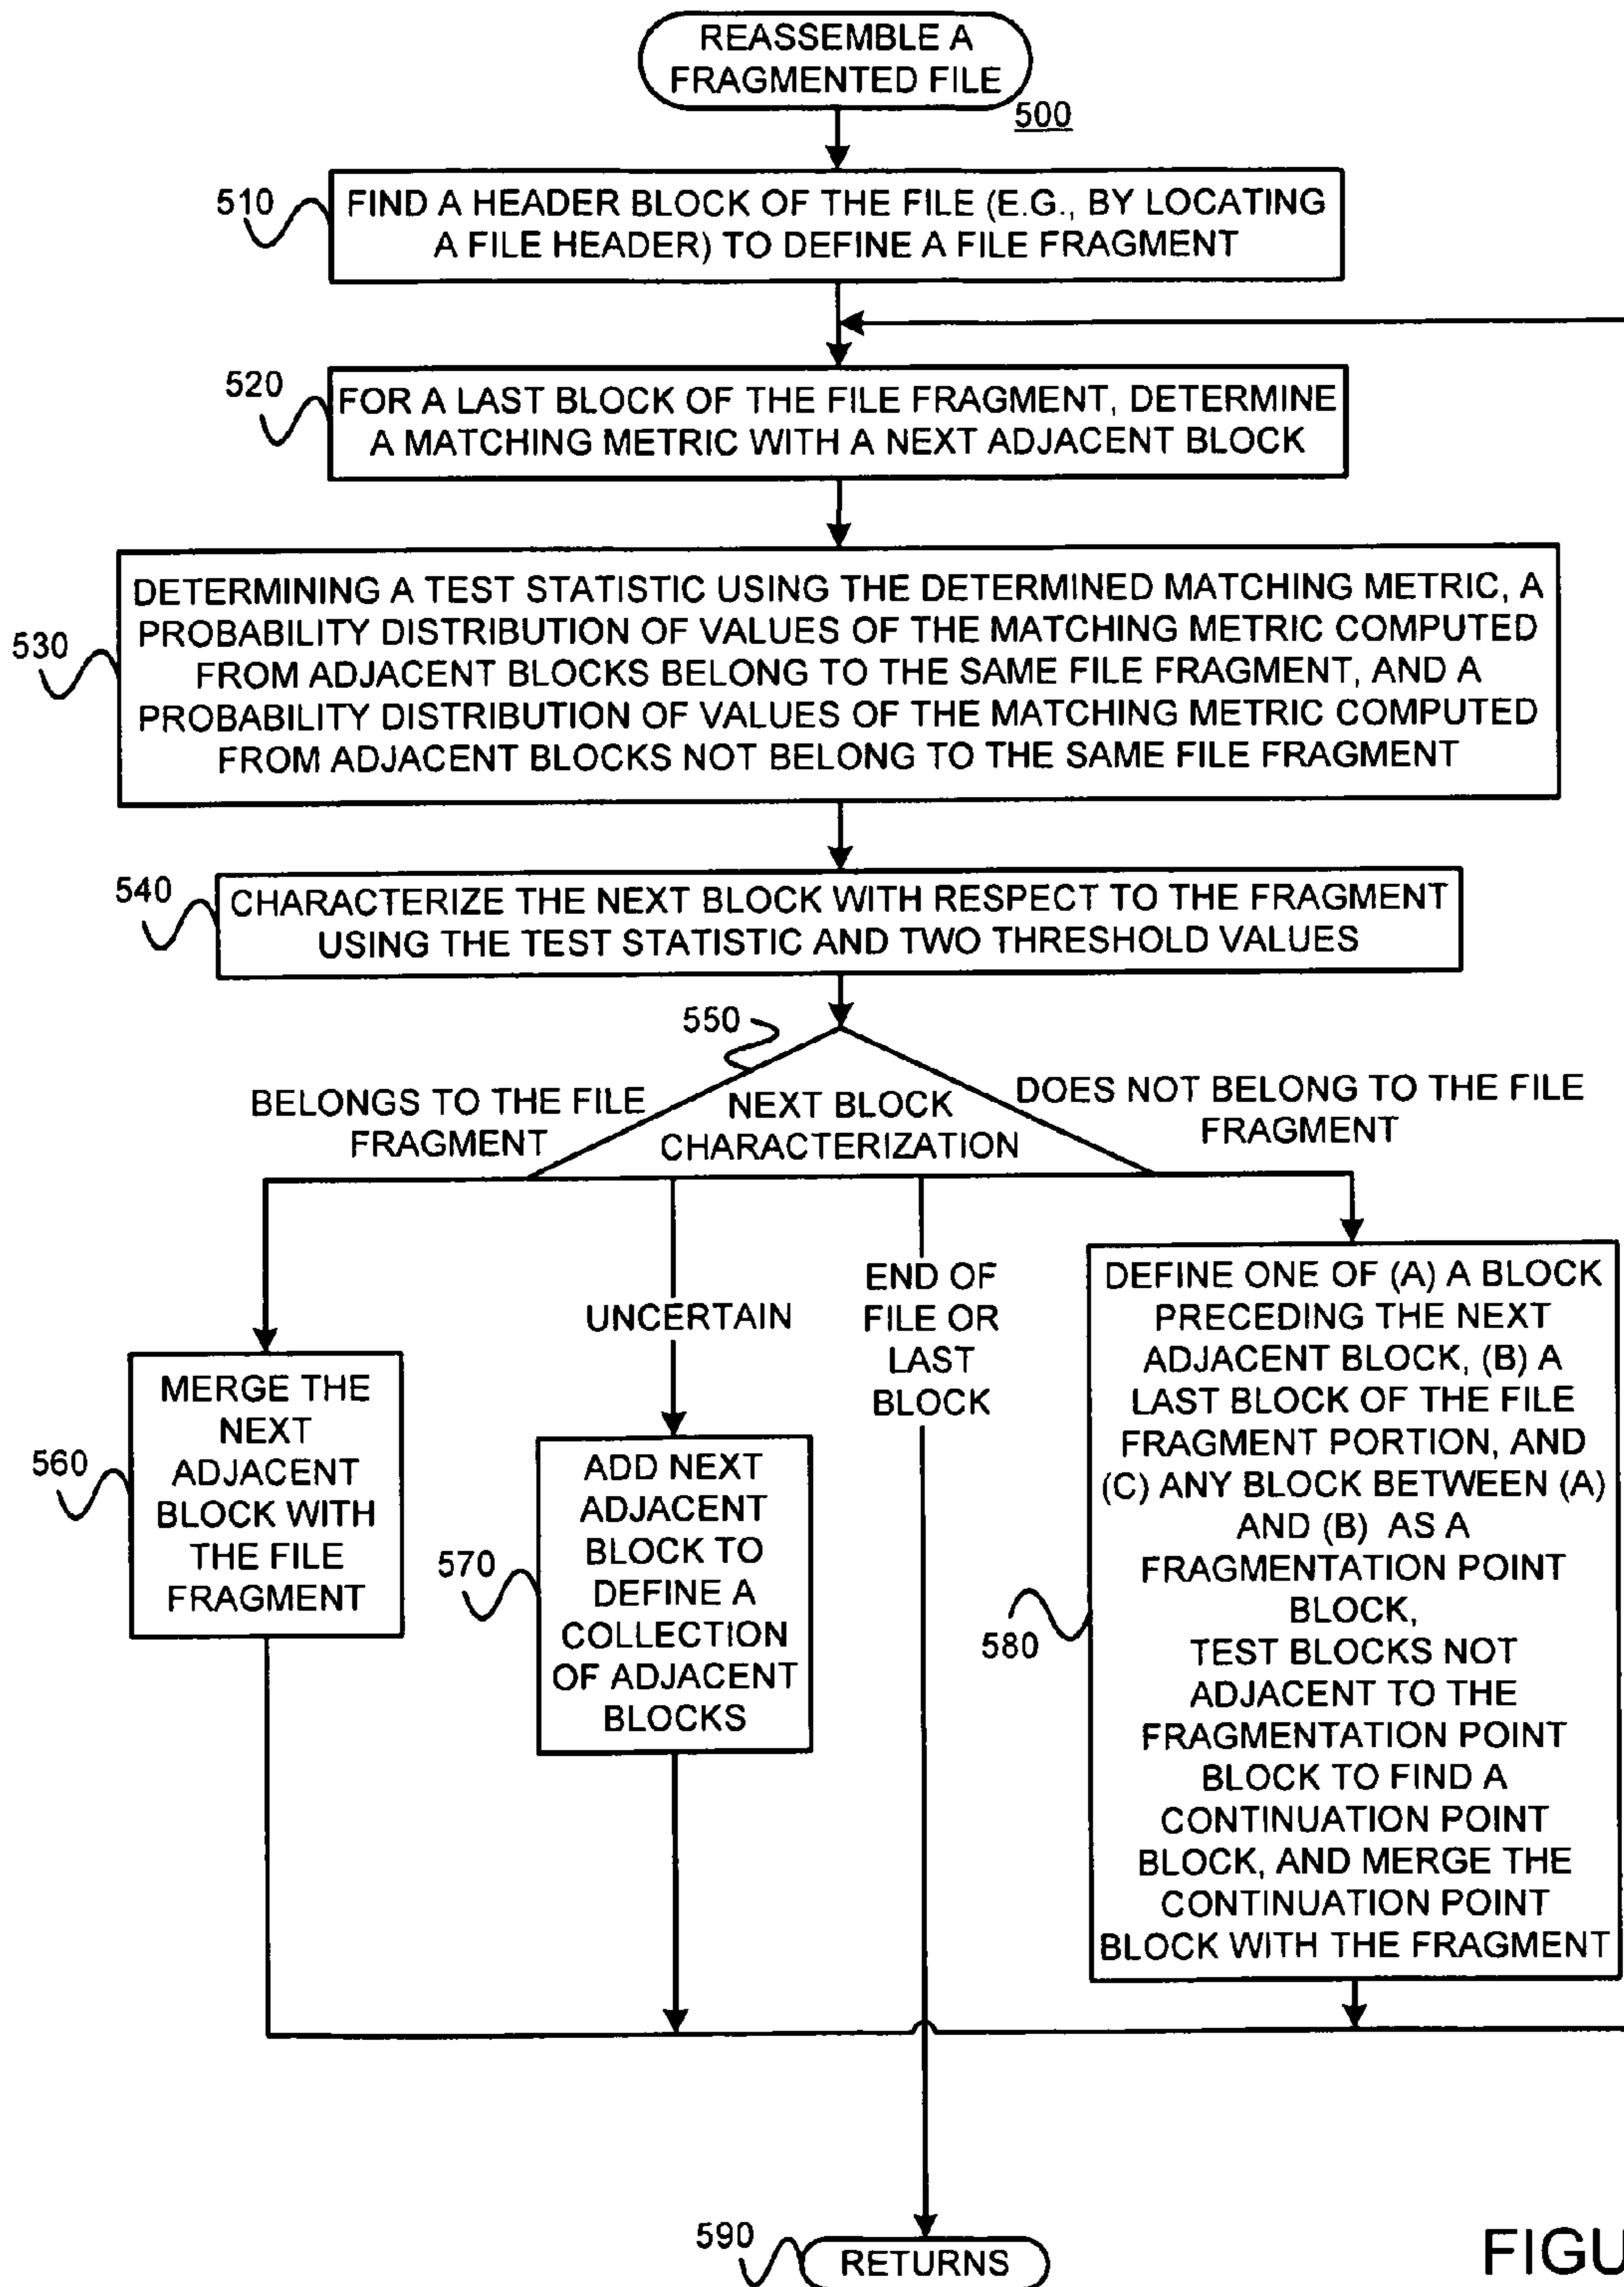 REASSEMBLE A
FRAGMENTED FILE
500
510
FIND A HEADER BLOCK OF THE FILE (E.G., BY LOCATING
A FILE HEADER) TO DEFINE A FILE FRAGMENT
520
FOR A LAST BLOCK OF THE FILE FRAGMENT, DETERMINE
A MATCHING METRIC WITH A NEXT ADJACENT BLOCK
530
DETERMINING A TEST STATISTIC USING THE DETERMINED MATCHING METRIC, A
PROBABILITY DISTRIBUTION OF VALUES OF THE MATCHING METRIC COMPUTED
FROM ADJACENT BLOCKS BELONG TO THE SAME FILE FRAGMENT, AND A
PROBABILITY DISTRIBUTION OF VALUES OF THE MATCHING METRIC COMPUTED
FROM ADJACENT BLOCKS NOT BELONG TO THE SAME FILE FRAGMENT
540
CHARACTERIZE THE NEXT BLOCK WITH RESPECT TO THE FRAGMENT
USING THE TEST STATISTIC AND TWO THRESHOLD VALUES
550
NEXT BLOCK
CHARACTERIZATION
BELONGS TO THE FILE
FRAGMENT
DOES NOT BELONG TO THE FILE
FRAGMENT
UNCERTAIN
END OF
FILE OR
LAST
BLOCK
560
MERGE THE
NEXT
ADJACENT
BLOCK WITH
THE FILE
FRAGMENT
570
ADD NEXT
ADJACENT
BLOCK TO
DEFINE A
COLLECTION
OF ADJACENT
BLOCKS
580
DEFINE ONE OF (A) A BLOCK
PRECEDING THE NEXT
ADJACENT BLOCK, (B) A
LAST BLOCK OF THE FILE
FRAGMENT PORTION, AND
(C) ANY BLOCK BETWEEN (A)
AND (B) AS A
FRAGMENTATION POINT
BLOCK,
TEST BLOCKS NOT
ADJACENT TO THE
FRAGMENTATION POINT
BLOCK TO FIND A
CONTINUATION POINT
BLOCK, AND MERGE THE
CONTINUATION POINT
BLOCK WITH THE FRAGMENT
590
RETURNS
FIGU